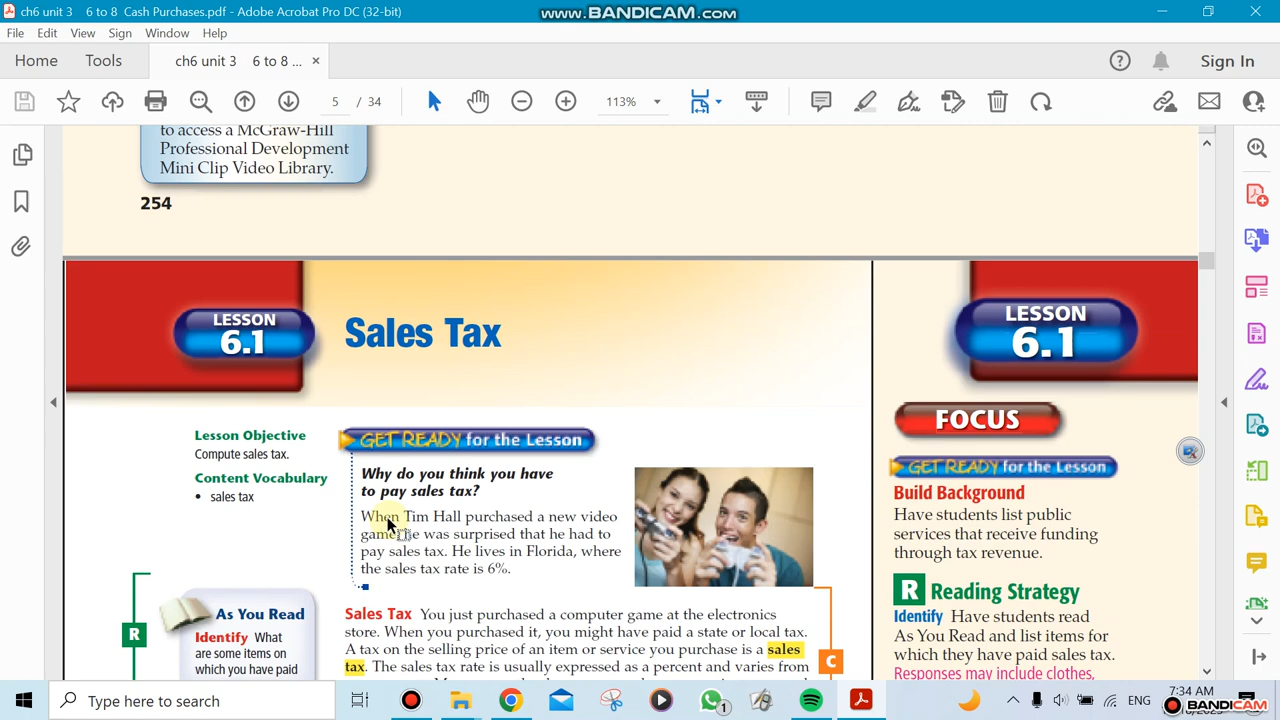 ch6 unit 3 6 to 8 Cash Purchases.pdf - Adobe Acrobat Pro DC (32-bit)
www.BANDICAM.com
File Edit View Sign Window Help
Home Tools ch6 unit 3 6 to 8 ... × Sign In
5 / 34 113%
to access a McGraw-Hill
Professional Development
Mini Clip Video Library.
254
LESSON
6.1
Sales Tax
Lesson Objective
Compute sales tax.
Content Vocabulary
• sales tax
GET READY for the Lesson
Why do you think you have
to pay sales tax?
When Tim Hall purchased a new video
game, he was surprised that he had to
pay sales tax. He lives in Florida, where
the sales tax rate is 6%.
R
As You Read
Identify What
are some items on
which you have paid
Sales Tax You just purchased a computer game at the electronics
store. When you purchased it, you might have paid a state or local tax.
A tax on the selling price of an item or service you purchase is a sales
tax. The sales tax rate is usually expressed as a percent and varies from
C
LESSON
6.1
FOCUS
GET READY for the Lesson
Build Background
Have students list public
services that receive funding
through tax revenue.
R Reading Strategy
Identify Have students read
As You Read and list items for
which they have paid sales tax.
Responses may include clothes,
Type here to search
1
ENG
7:34 AM
BANDICAM